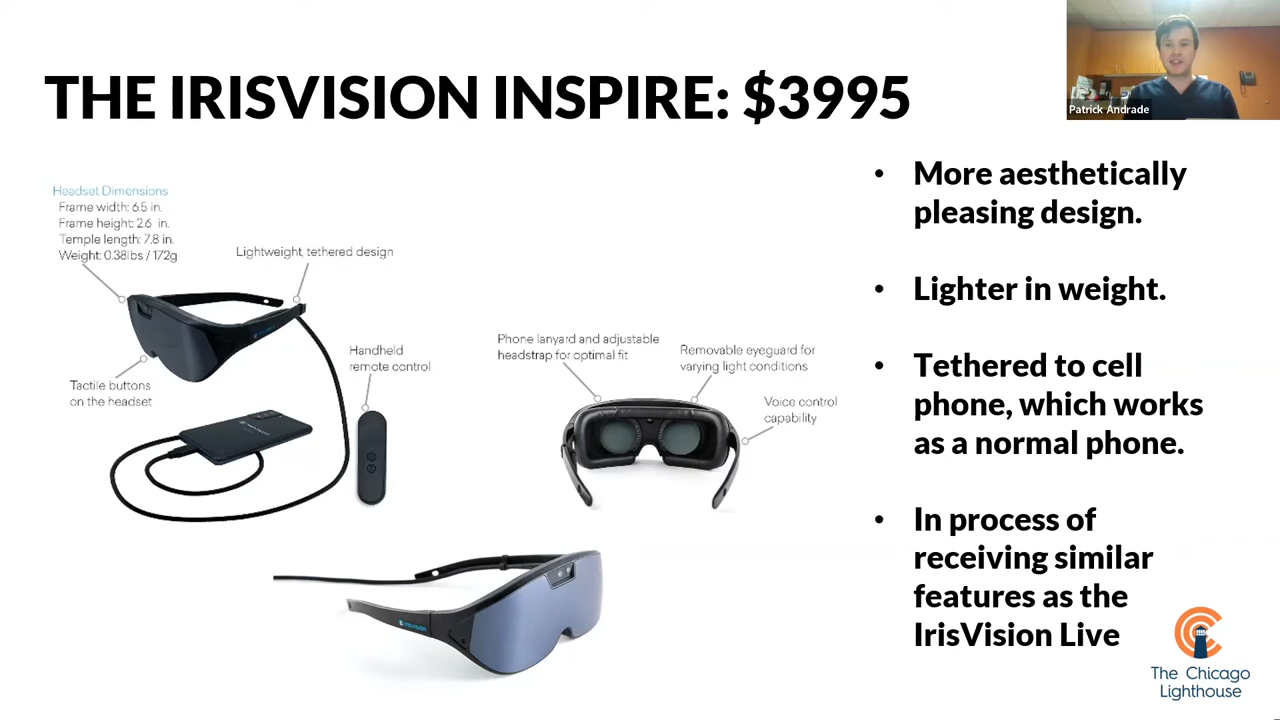 THE IRISVISION INSPIRE: $3995
Patrick Andrade
Headset Dimensions
Frame width: 6.5 in.
Frame height: 2.6 in.
Temple length: 7.8 in.
Weight: 0.38lbs / 172g
Lightweight, tethered design
Handheld
remote control
Tactile buttons
on the headset
Phone lanyard and adjustable
headstrap for optimal fit
Removable eyeguard for
varying light conditions
Voice control
capability
• More aesthetically
pleasing design.
• Lighter in weight.
• Tethered to cell
phone, which works
as a normal phone.
• In process of
receiving similar
features as the
IrisVision Live
The Chicago
Lighthouse